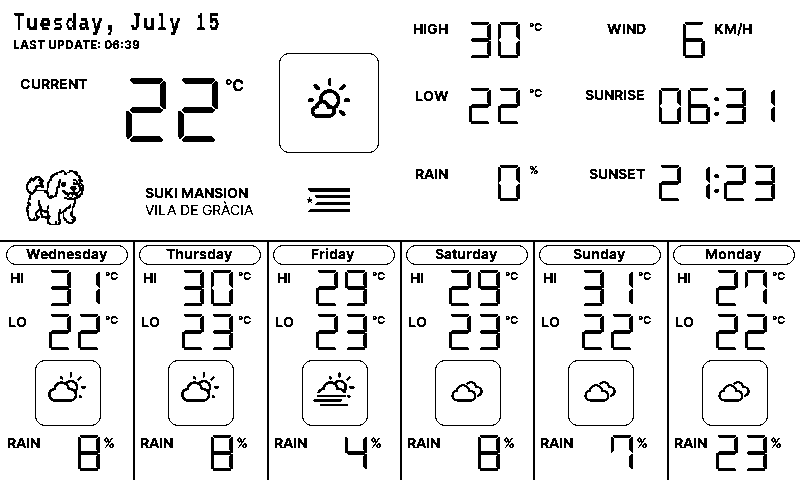 Tuesday, July 15
LAST UPDATE: 06:39
CURRENT 22 °C
HIGH 30 °C
LOW 22 °C
RAIN 0 %
WIND 6 KM/H
SUNRISE 06:31
SUNSET 21:23
SUKI MANSION
VILA DE GRÀCIA
Wednesday
HI 31 °C
LO 22 °C
RAIN 8 %
Thursday
HI 30 °C
LO 23 °C
RAIN 8 %
Friday
HI 29 °C
LO 23 °C
RAIN 4 %
Saturday
HI 29 °C
LO 23 °C
RAIN 8 %
Sunday
HI 31 °C
LO 22 °C
RAIN 7 %
Monday
HI 27 °C
LO 22 °C
RAIN 23 %